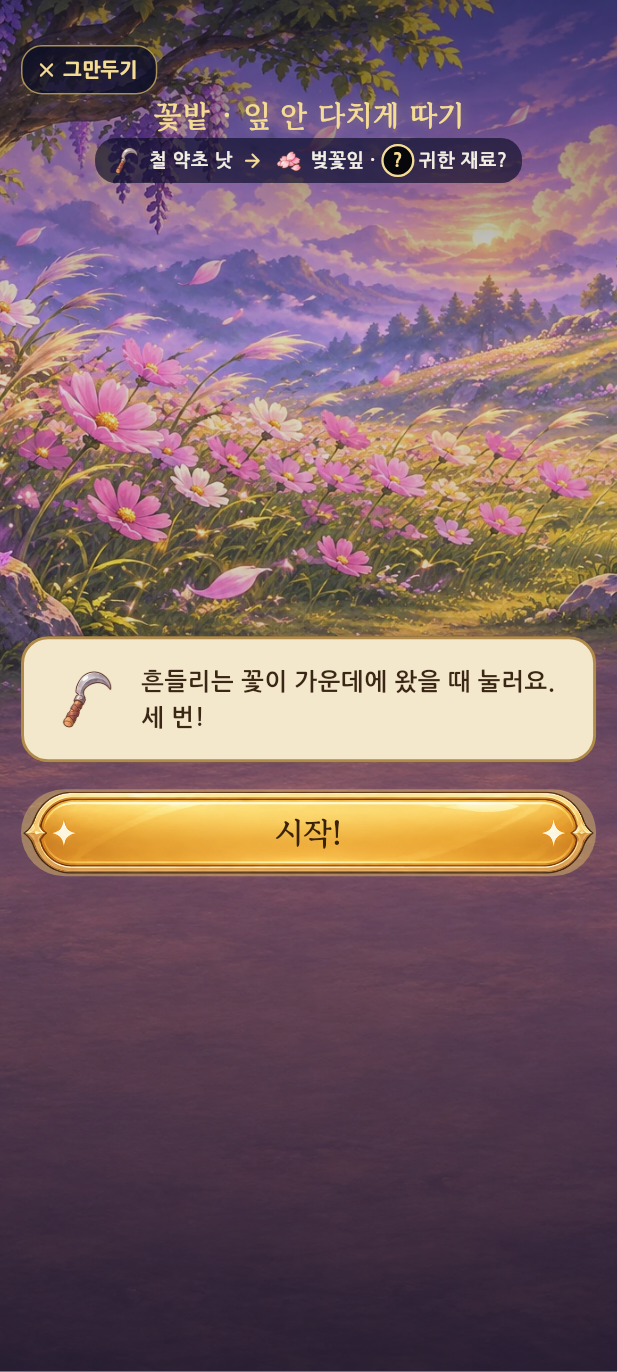 × 그만두기
꽃밭 · 잎 안 다치게 따기
철 약초 낫 → 벚꽃잎 · ? 귀한 재료?
흔들리는 꽃이 가운데에 왔을 때 눌러요.
세 번!
시작!